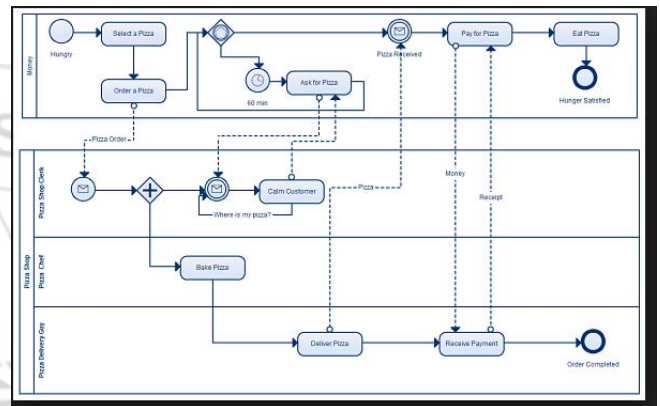 Money
Hungry
Select a Pizza
Order a Pizza
60 min
Ask for Pizza
Pizza Received
Pay for Pizza
Eat Pizza
Hunger Satisfied
Pizza Order
Pizza
Money
Receipt
Pizza Shop
Pizza Shop Clerk
Calm Customer
Where is my pizza?
Pizza Chef
Bake Pizza
Pizza Delivery Guy
Deliver Pizza
Receive Payment
Order Completed